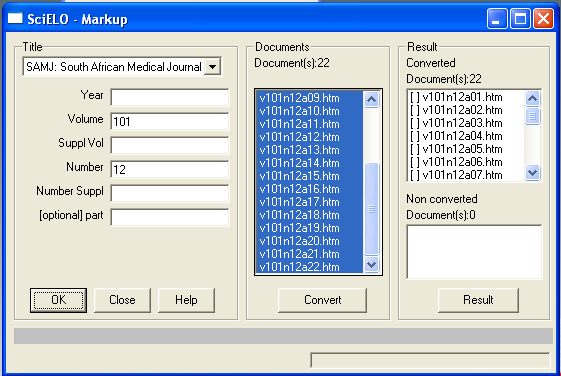 SciELO - Markup
Title
SAMJ: South African Medical Journal
Year
Volume 101
Suppl Vol
Number 12
Number Suppl
[optional] part
OK Close Help
Documents
Document(s):22
v101n12a09.htm
v101n12a10.htm
v101n12a11.htm
v101n12a12.htm
v101n12a13.htm
v101n12a14.htm
v101n12a15.htm
v101n12a16.htm
v101n12a17.htm
v101n12a18.htm
v101n12a19.htm
v101n12a20.htm
v101n12a21.htm
v101n12a22.htm
Convert
Result
Converted
Document(s):22
[ ] v101n12a01.htm
[ ] v101n12a02.htm
[ ] v101n12a03.htm
[ ] v101n12a04.htm
[ ] v101n12a05.htm
[ ] v101n12a06.htm
[ ] v101n12a07.htm
Non converted
Document(s):0
Result